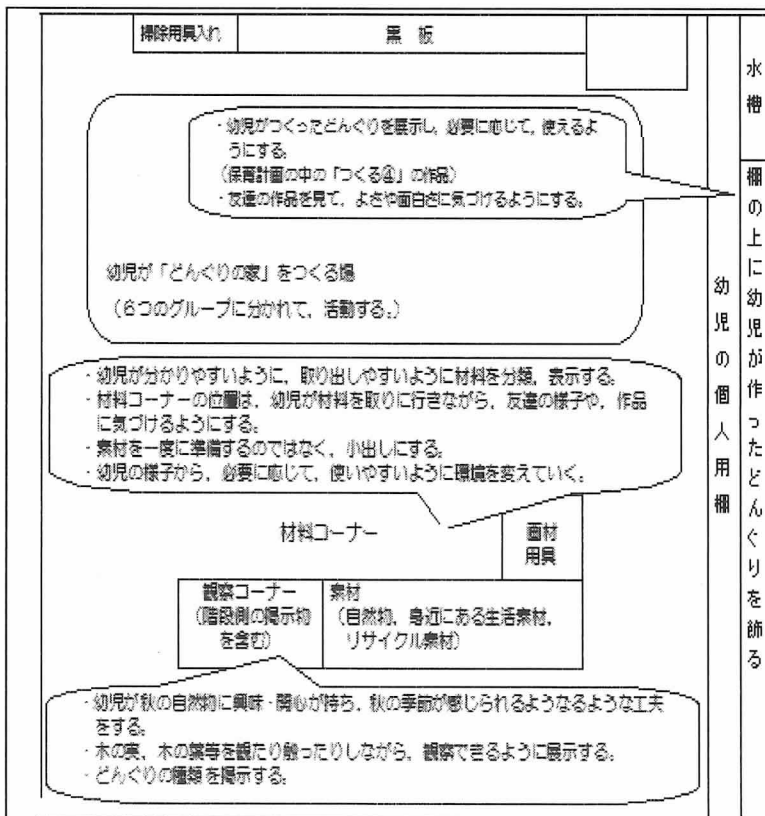 掃除用具入れ
黒 板
・幼児がつくったどんぐりを展示し，必要に応じて，使えるよ
うにする。
（保育計画の中の「つくる④」の作品）
・友達の作品を見て，よさや面白さに気づけるようにする。
幼児が「どんぐりの家」をつくる場
（６つのグループに分かれて，活動する。）
・幼児が分かりやすいように，取り出しやすいように材料を分類，表示する。
・材料コーナーの位置は，幼児が材料を取りに行きながら，友達の様子や，作品
に気づけるようにする。
・素材を一度に準備するのではなく，小出しにする。
・幼児の様子から，必要に応じて，使いやすいように環境を変えていく。
材料コーナー
画材
用具
観察コーナー
（階段側の掲示物
を含む）
素材
（自然物，身近にある生活素材，
リサイクル素材）
・幼児が秋の自然物に興味・関心が持ち，秋の季節が感じられるようなるような工夫
をする。
・木の実，木の葉等を観たり触ったりしながら，観察できるように展示する。
・どんぐりの種類を掲示する。
幼児の個人用棚
水槽
棚の上に幼児が作ったどんぐりを飾る